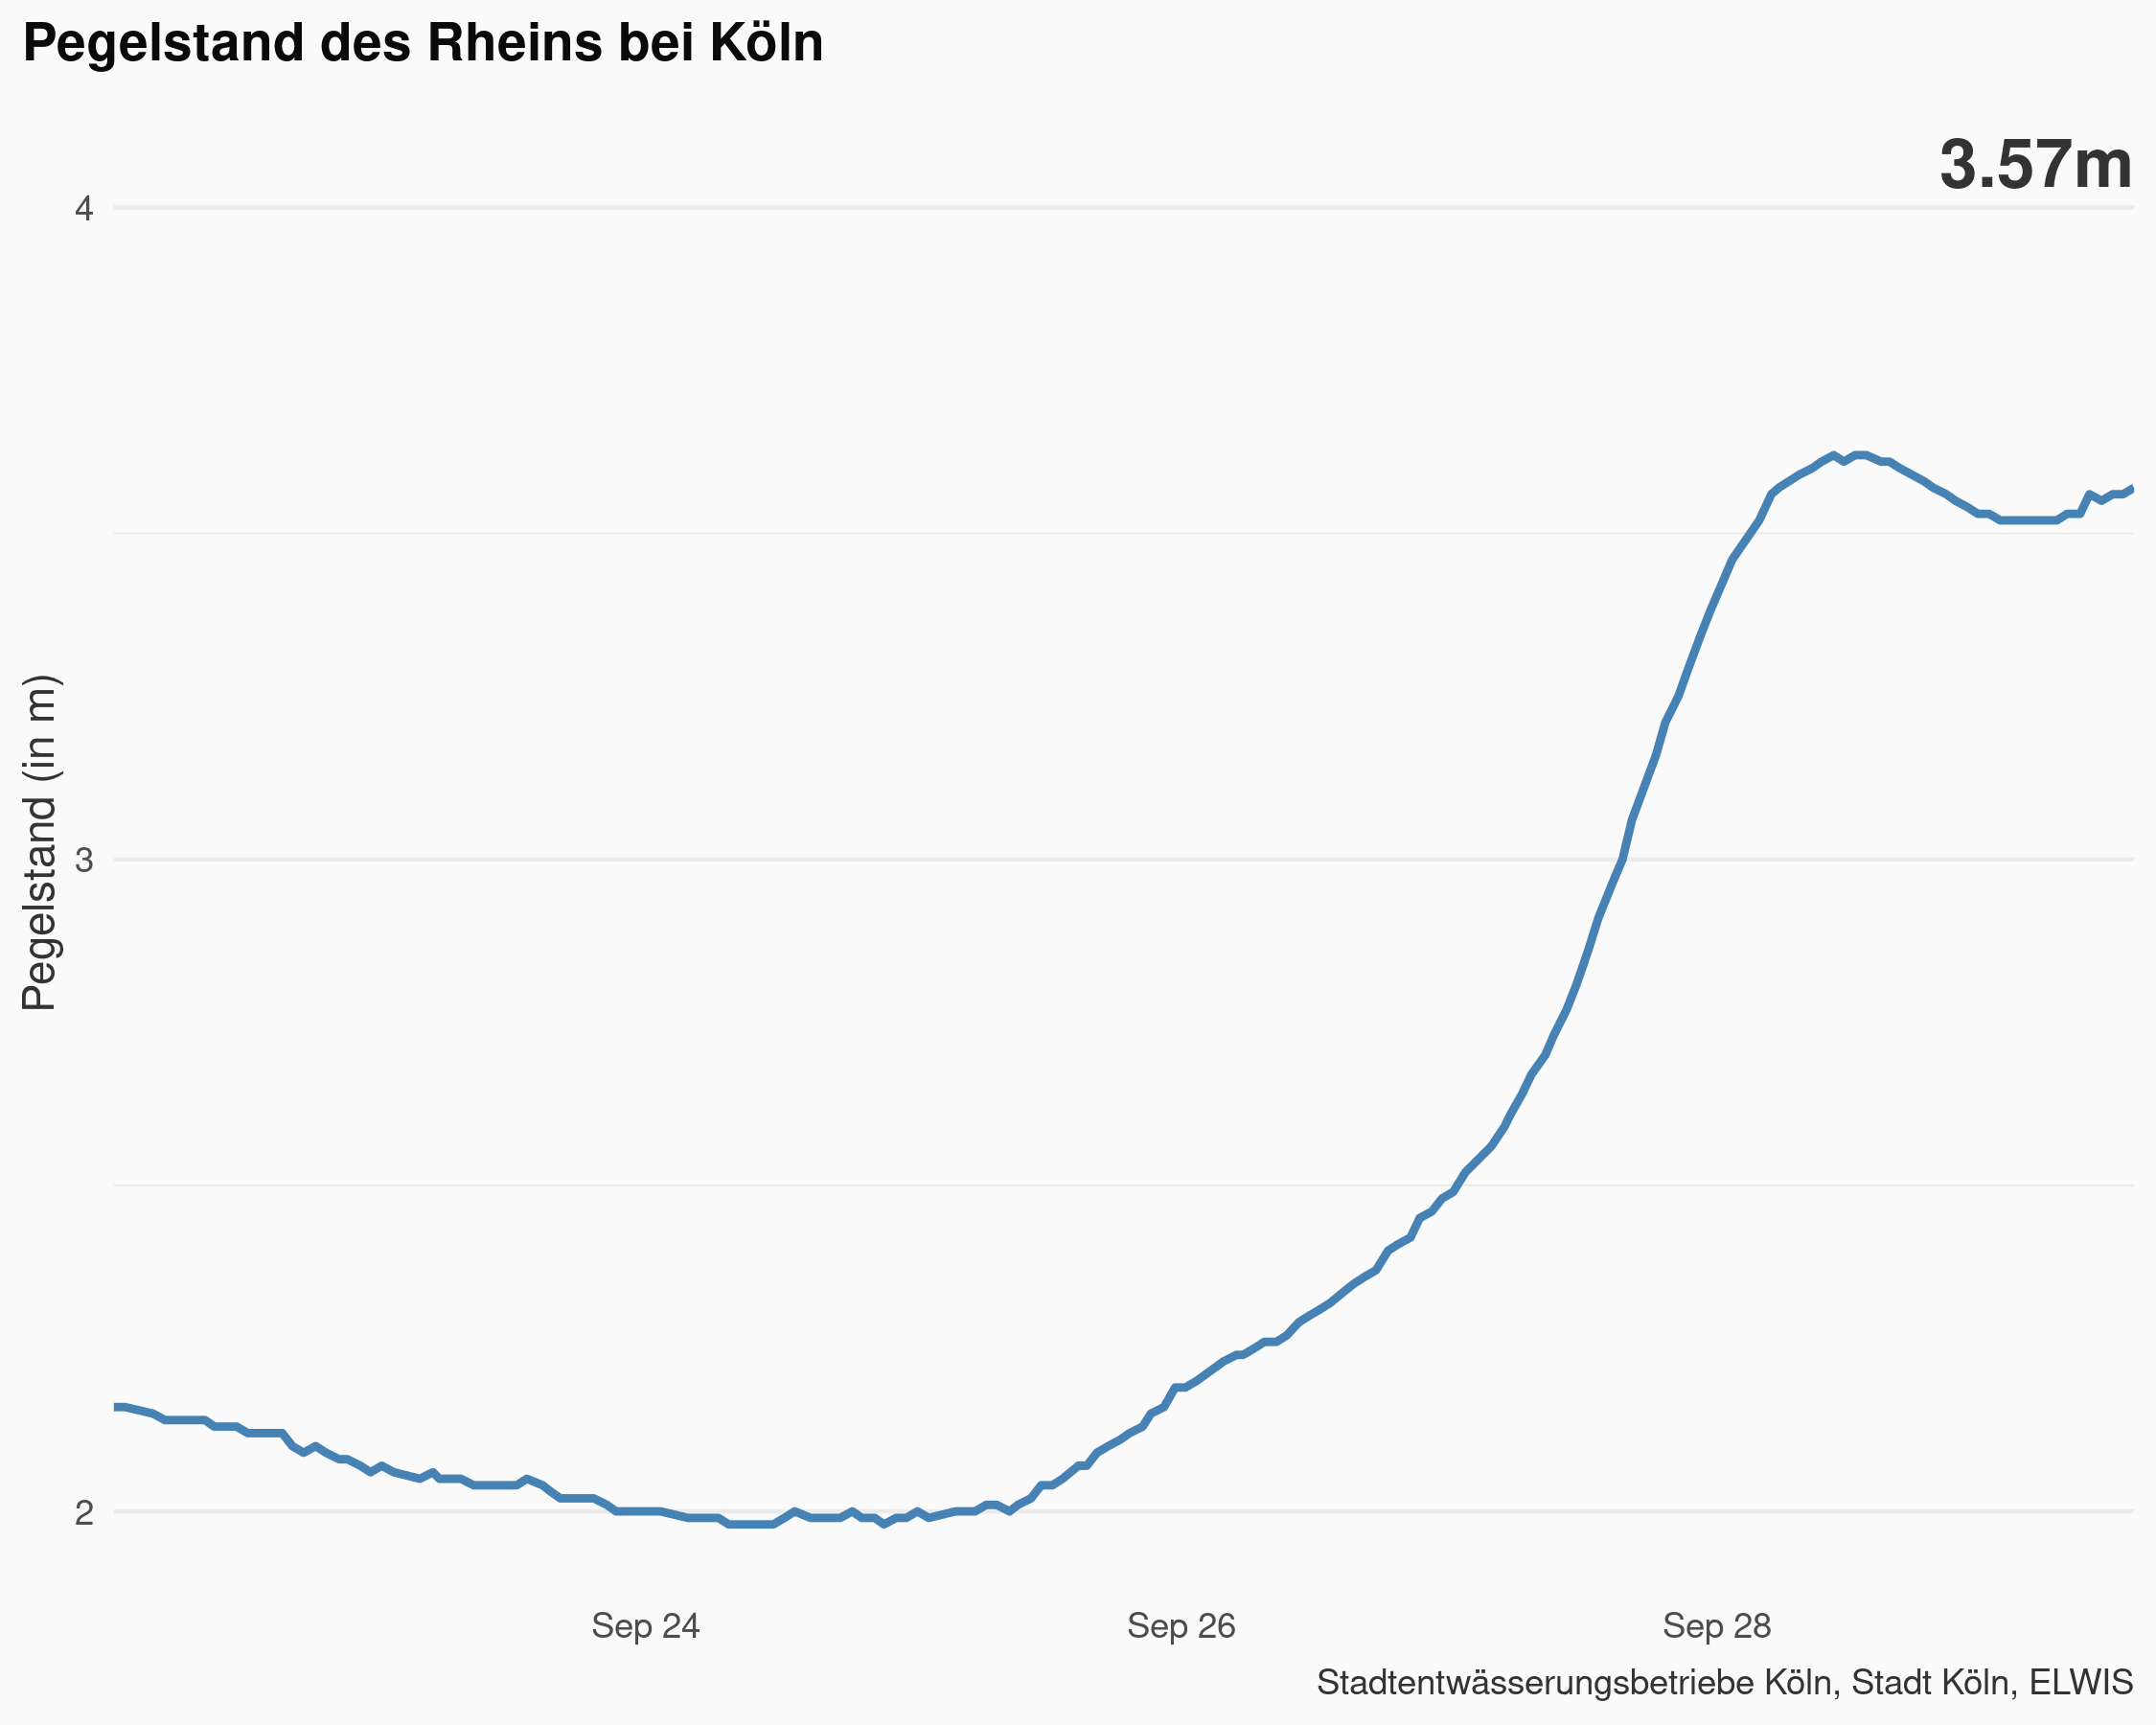 Pegelstand des Rheins bei Köln
3.57m
4
3
2
Pegelstand (in m)
Sep 24
Sep 26
Sep 28
Stadtentwässerungsbetriebe Köln, Stadt Köln, ELWIS